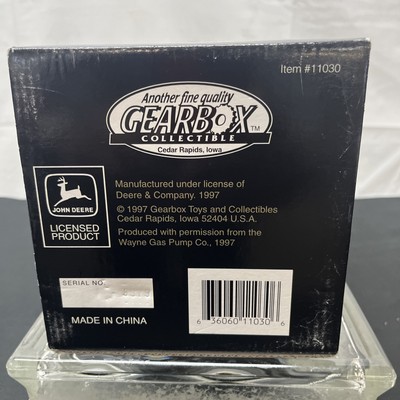 Item #11030
Another fine quality
GEARBOX™
COLLECTIBLE
Cedar Rapids, Iowa
JOHN DEERE
LICENSED
PRODUCT
Manufactured under license of
Deere & Company. 1997
© 1997 Gearbox Toys and Collectibles
Cedar Rapids, Iowa 52404 U.S.A.
Produced with permission from the
Wayne Gas Pump Co., 1997
SERIAL NO
MADE IN CHINA
6 36060 11030 6